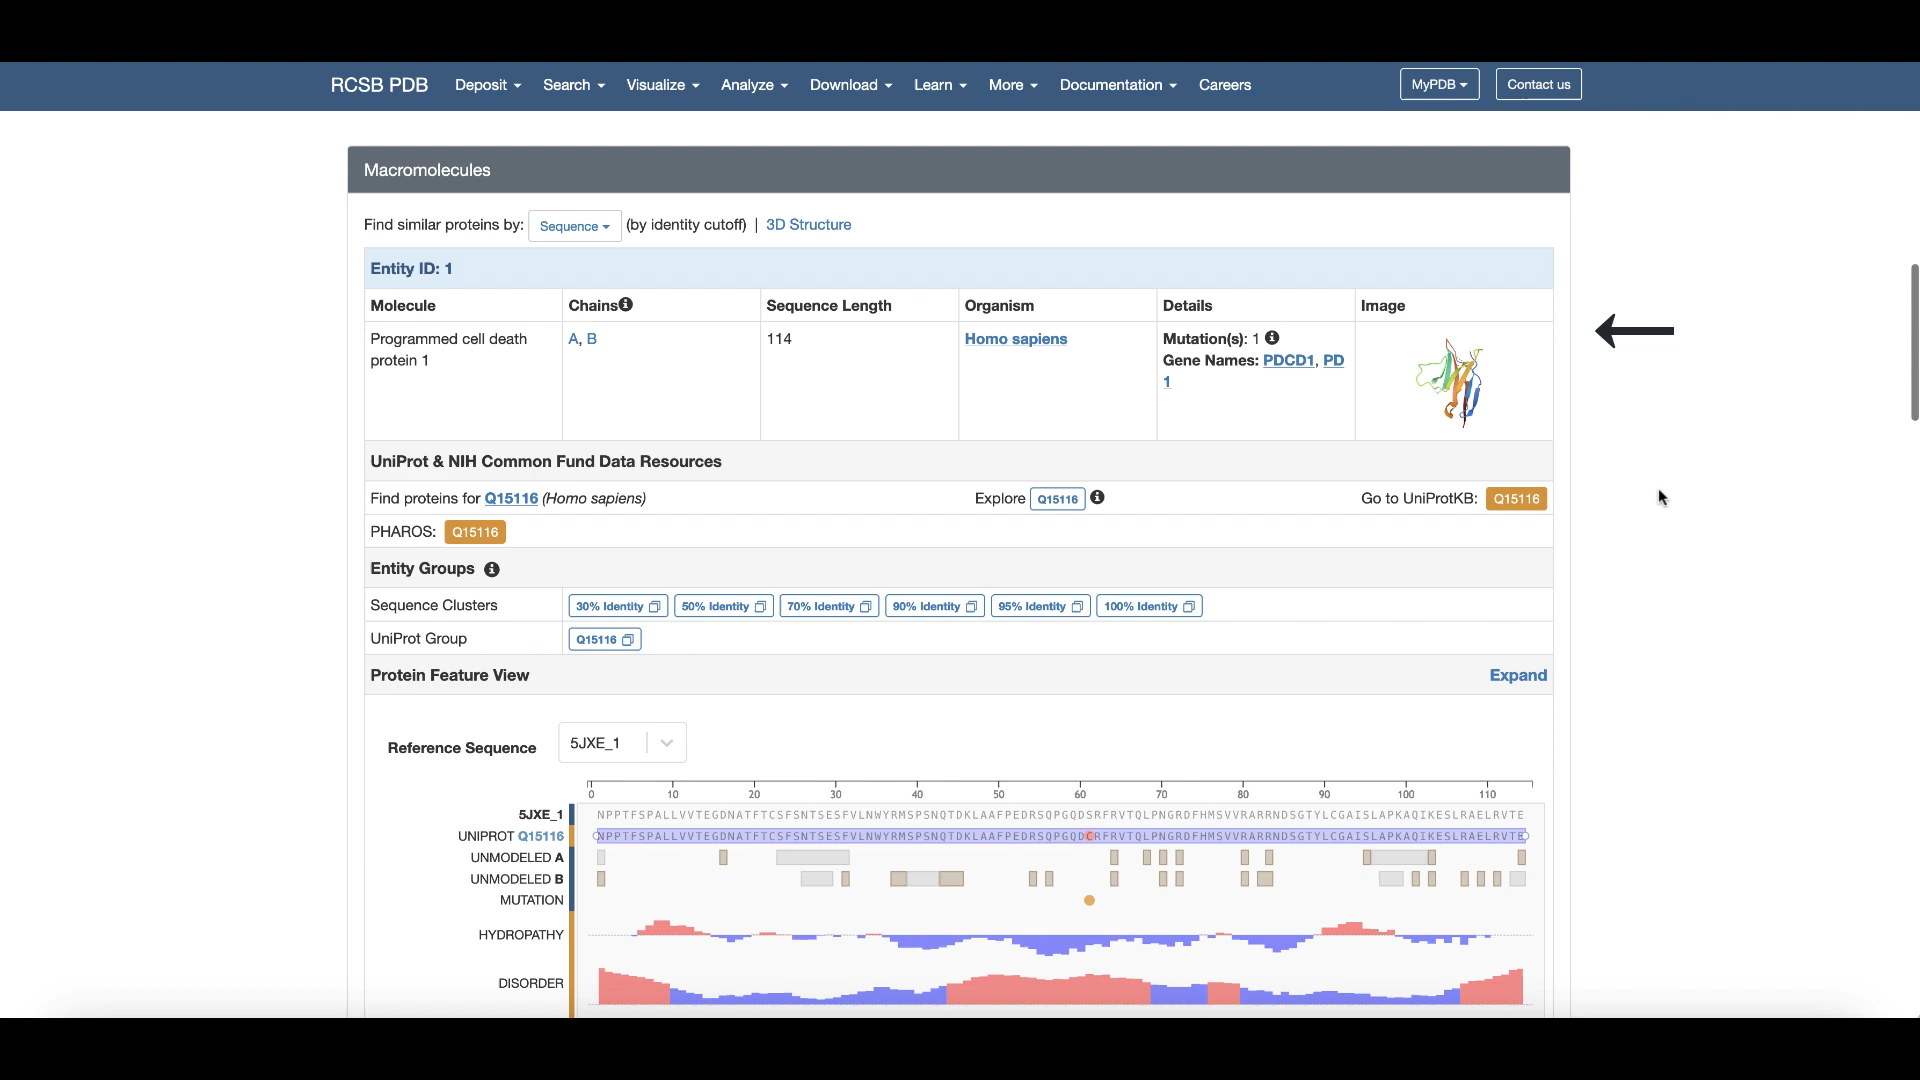 RCSB PDB Deposit Search Visualize Analyze Download Learn More Documentation Careers MyPDB Contact us
Macromolecules
Find similar proteins by: Sequence (by identity cutoff) | 3D Structure
Entity ID: 1
Molecule Chains Sequence Length Organism Details Image
Programmed cell death A, B 114 Homo sapiens Mutation(s): 1
protein 1 Gene Names: PDCD1, PD
1
UniProt & NIH Common Fund Data Resources
Find proteins for Q15116 (Homo sapiens) Explore Q15116 Go to UniProtKB: Q15116
PHAROS: Q15116
Entity Groups
Sequence Clusters 30% Identity 50% Identity 70% Identity 90% Identity 95% Identity 100% Identity
UniProt Group Q15116
Protein Feature View Expand
Reference Sequence 5JXE_1
0 10 20 30 40 50 60 70 80 90 100 110
5JXE_1 NPPTFSPALLVVTEGDNATFTCSFSNTSESFVLNWYRMSPSNQTDKLAAFPEDRSQPGQDSRFRVTQLPNGRDFHMSVVRARRNDSGTYLCGAISLAPKAQIKESLRAELRVTE
UNIPROT Q15116 NPPTFSPALLVVTEGDNATFTCSFSNTSESFVLNWYRMSPSNQTDKLAAFPEDRSQPGQDCRFRVTQLPNGRDFHMSVVRARRNDSGTYLCGAISLAPKAQIKESLRAELRVTE
UNMODELED A
UNMODELED B
MUTATION
HYDROPATHY
DISORDER